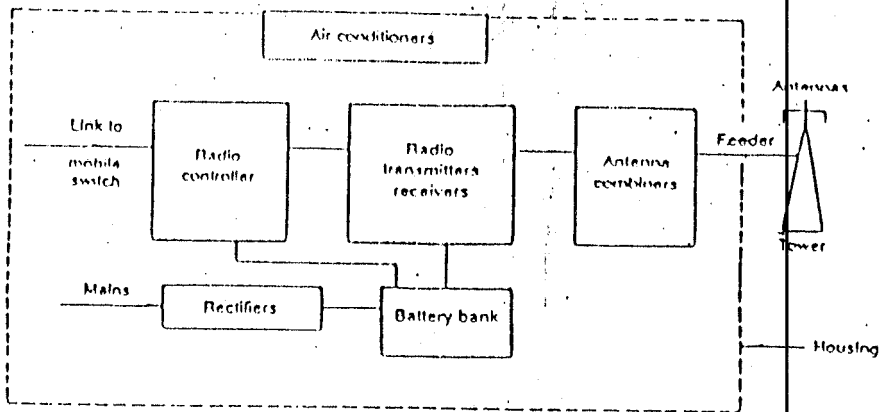 Air conditioners
Antennas
Link to
mobile
switch
Radio
controller
Radio
transmitters
receivers
Antenna
combiners
Feeder
Tower
Mains
Rectifiers
Battery bank
Housing